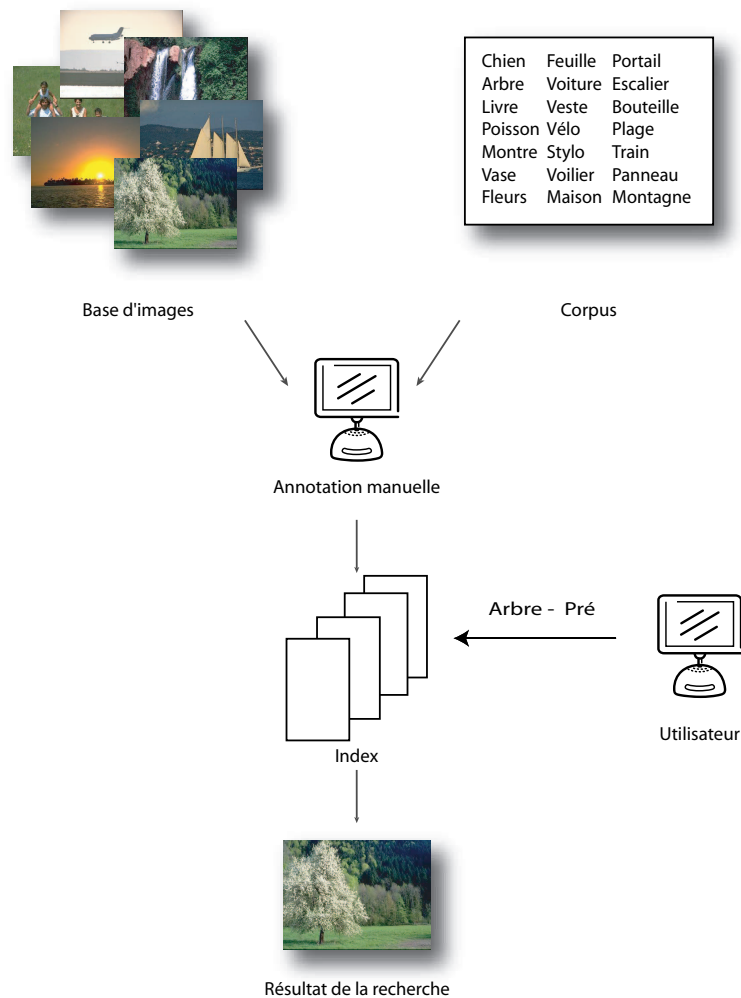 Chien Feuille Portail
Arbre Voiture Escalier
Livre Veste Bouteille
Poisson Vélo Plage
Montre Stylo Train
Vase Voilier Panneau
Fleurs Maison Montagne
Base d'images
Corpus
Annotation manuelle
Arbre - Pré
Utilisateur
Index
Résultat de la recherche